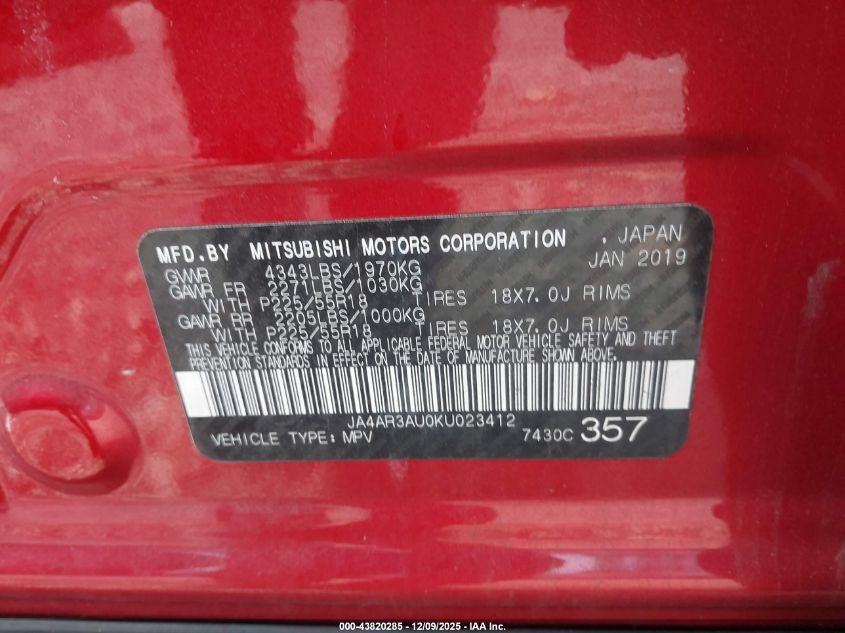 MFD.BY MITSUBISHI MOTORS CORPORATION . JAPAN
GVWR 4343LBS/1970KG JAN 2019
GAWR FR 2271LBS/1030KG
WITH P225/55R18 TIRES 18X7.0J RIMS
GAWR RR 2205LBS/1000KG
WITH P225/55R18 TIRES 18X7.0J RIMS
THIS VEHICLE CONFORMS TO ALL APPLICABLE FEDERAL MOTOR VEHICLE SAFETY AND THEFT
PREVENTION STANDARDS IN EFFECT ON THE DATE OF MANUFACTURE SHOWN ABOVE.
JA4AR3AU0KU023412
VEHICLE TYPE: MPV 7430C 357
000-43820285 - 12/09/2025 - IAA Inc.